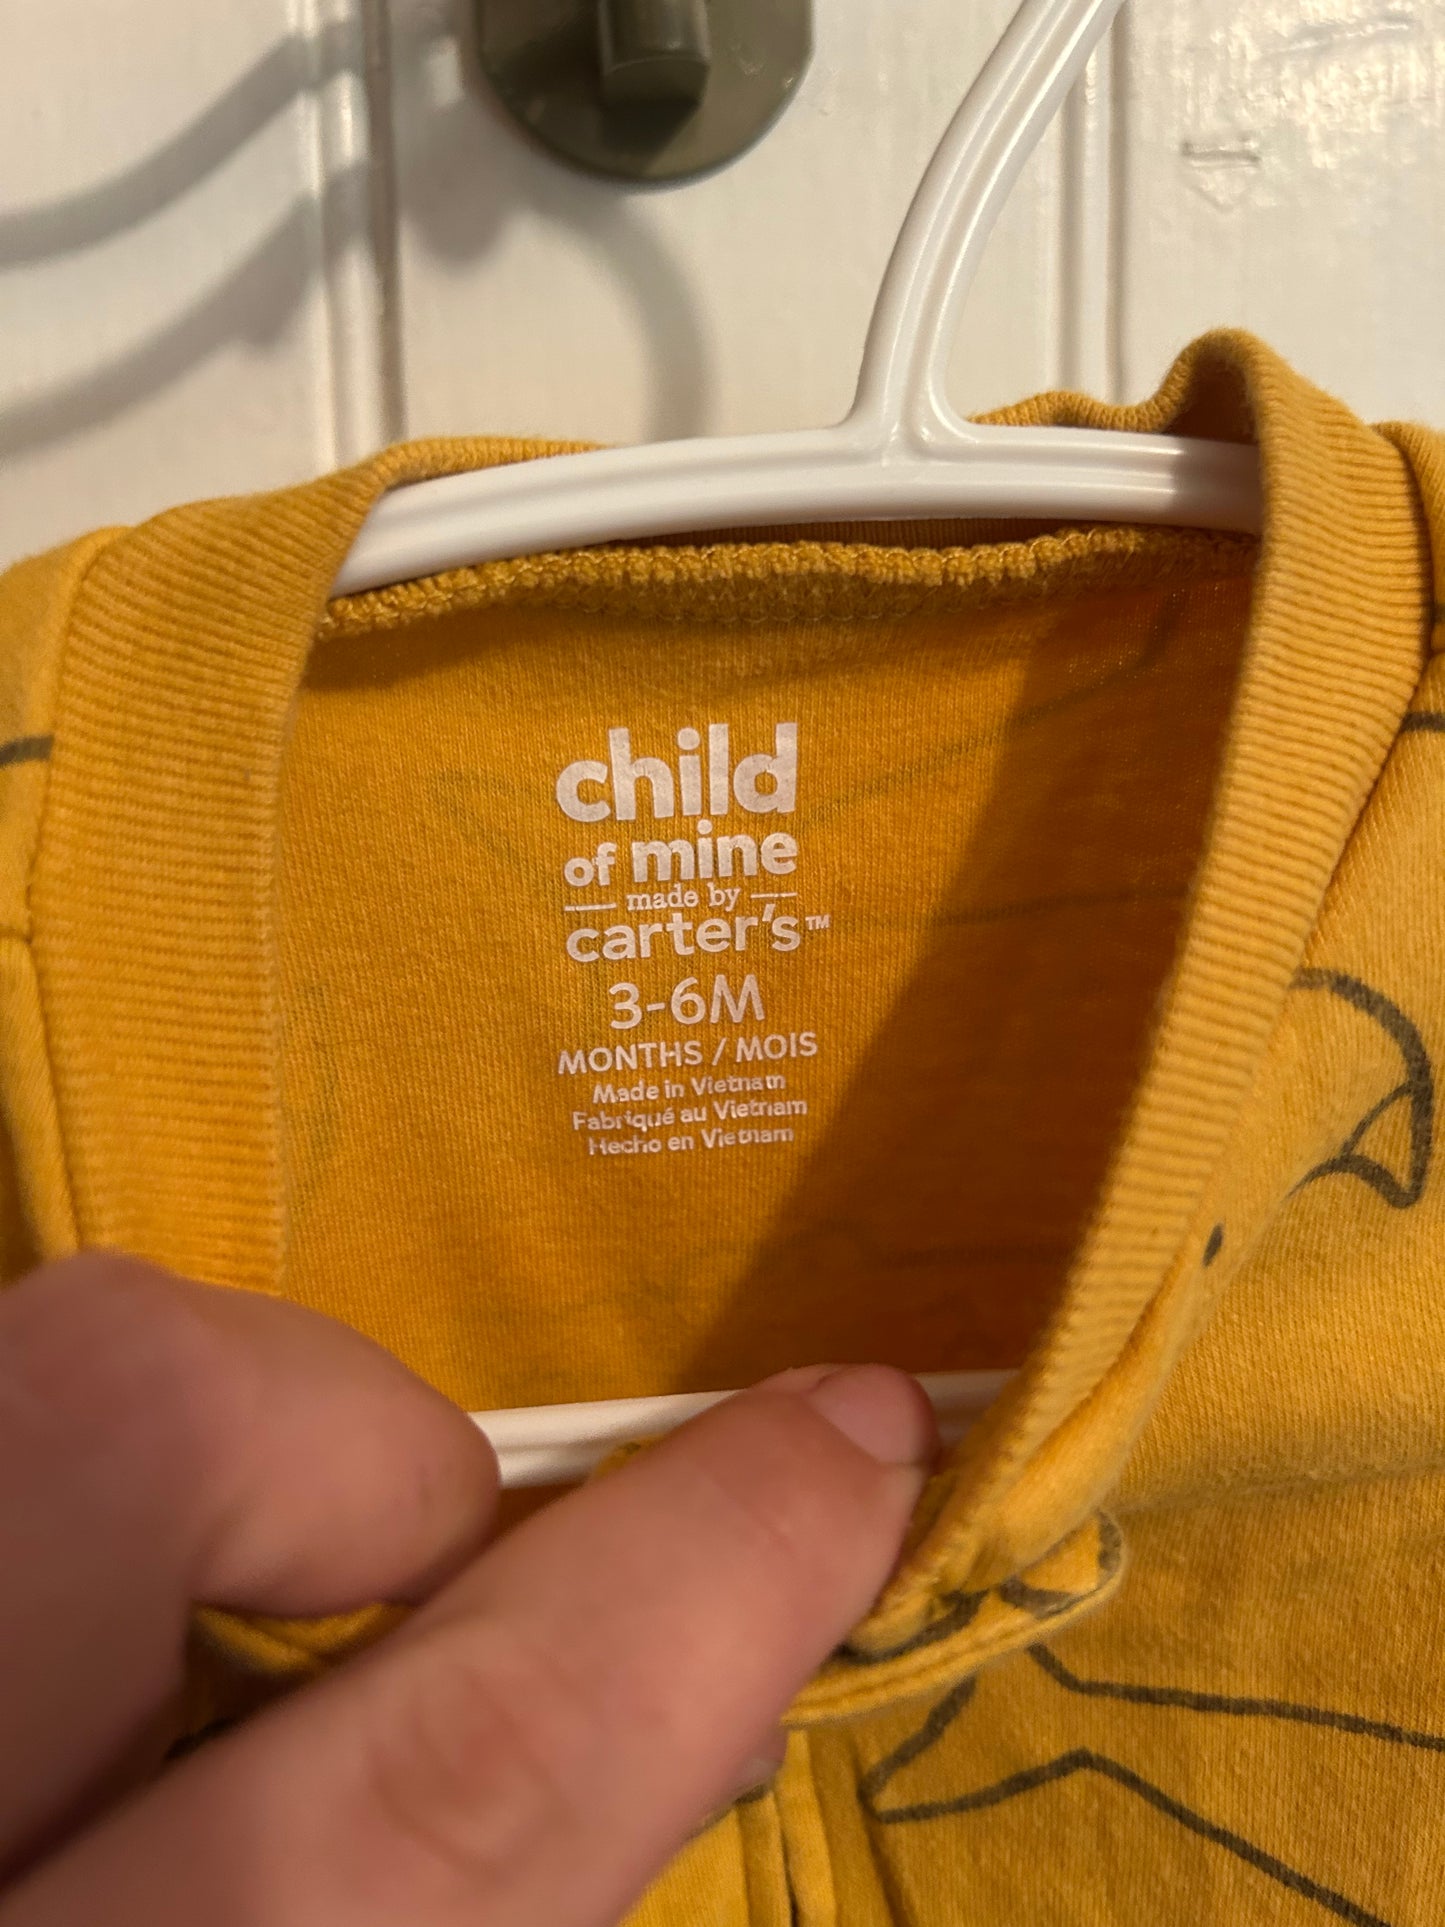 child
of mine
made by
carter's™
3-6M
MONTHS / MOIS
Made in Vietnam
Fabriqué au Vietnam
Hecho en Vietnam